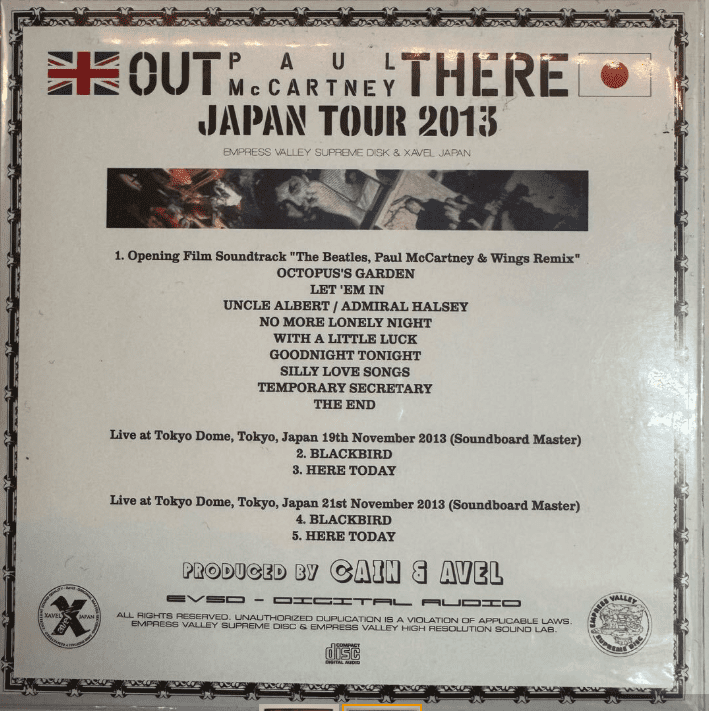 OUT PAUL McCARTNEY THERE
JAPAN TOUR 2013
EMPRESS VALLEY SUPREME DISK & XAVEL JAPAN
1. Opening Film Soundtrack "The Beatles, Paul McCartney & Wings Remix"
OCTOPUS'S GARDEN
LET 'EM IN
UNCLE ALBERT / ADMIRAL HALSEY
NO MORE LONELY NIGHT
WITH A LITTLE LUCK
GOODNIGHT TONIGHT
SILLY LOVE SONGS
TEMPORARY SECRETARY
THE END
Live at Tokyo Dome, Tokyo, Japan 19th November 2013 (Soundboard Master)
2. BLACKBIRD
3. HERE TODAY
Live at Tokyo Dome, Tokyo, Japan 21st November 2013 (Soundboard Master)
4. BLACKBIRD
5. HERE TODAY
PRODUCED BY CAIN & AVEL
EVSD - DIGITAL AUDIO
ALL RIGHTS RESERVED. UNAUTHORIZED DUPLICATION IS A VIOLATION OF APPLICABLE LAWS.
EMPRESS VALLEY SUPREME DISC & EMPRESS VALLEY HIGH RESOLUTION SOUND LAB.
XAVEL JAPAN
EMPRESS VALLEY
SUPREME DISC
COMPACT
disc
DIGITAL AUDIO